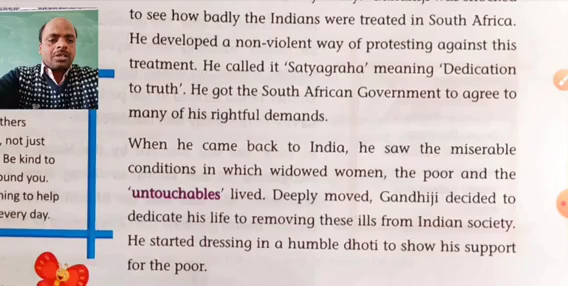 to see how badly the Indians were treated in South Africa.
He developed a non-violent way of protesting against this
treatment. He called it ‘Satyagraha’ meaning ‘Dedication
to truth’. He got the South African Government to agree to
many of his rightful demands.
When he came back to India, he saw the miserable
conditions in which widowed women, the poor and the
‘untouchables’ lived. Deeply moved, Gandhiji decided to
dedicate his life to removing these ills from Indian society.
He started dressing in a humble dhoti to show his support
for the poor.
thers
, not just
Be kind to
ound you.
ning to help
every day.